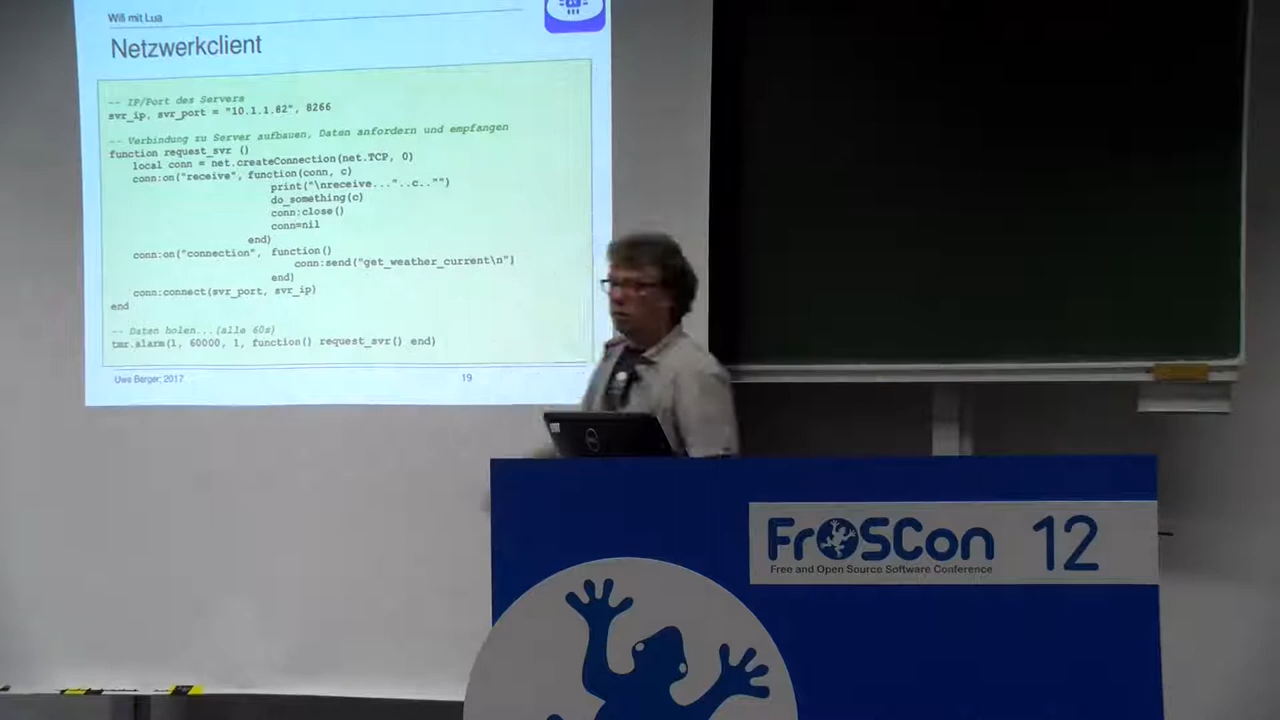 Wifi mit Lua
Netzwerkclient
-- IP/Port des Servers
svr_ip, svr_port = "10.1.1.82", 8266
-- Verbindung zu Server aufbauen, Daten anfordern und empfangen
function request_svr ()
local conn = net.createConnection(net.TCP, 0)
conn:on("receive", function(conn, c)
print("\nreceive..."..c.."")
do_something(c)
conn:close()
conn=nil
end)
conn:on("connection", function()
conn:send("get_weather_current\n")
end)
conn:connect(svr_port, svr_ip)
end
-- Daten holen...(alle 60s)
tmr.alarm(1, 60000, 1, function() request_svr() end)
Uwe Berger; 2017
19
FrOSCon 12
Free and Open Source Software Conference